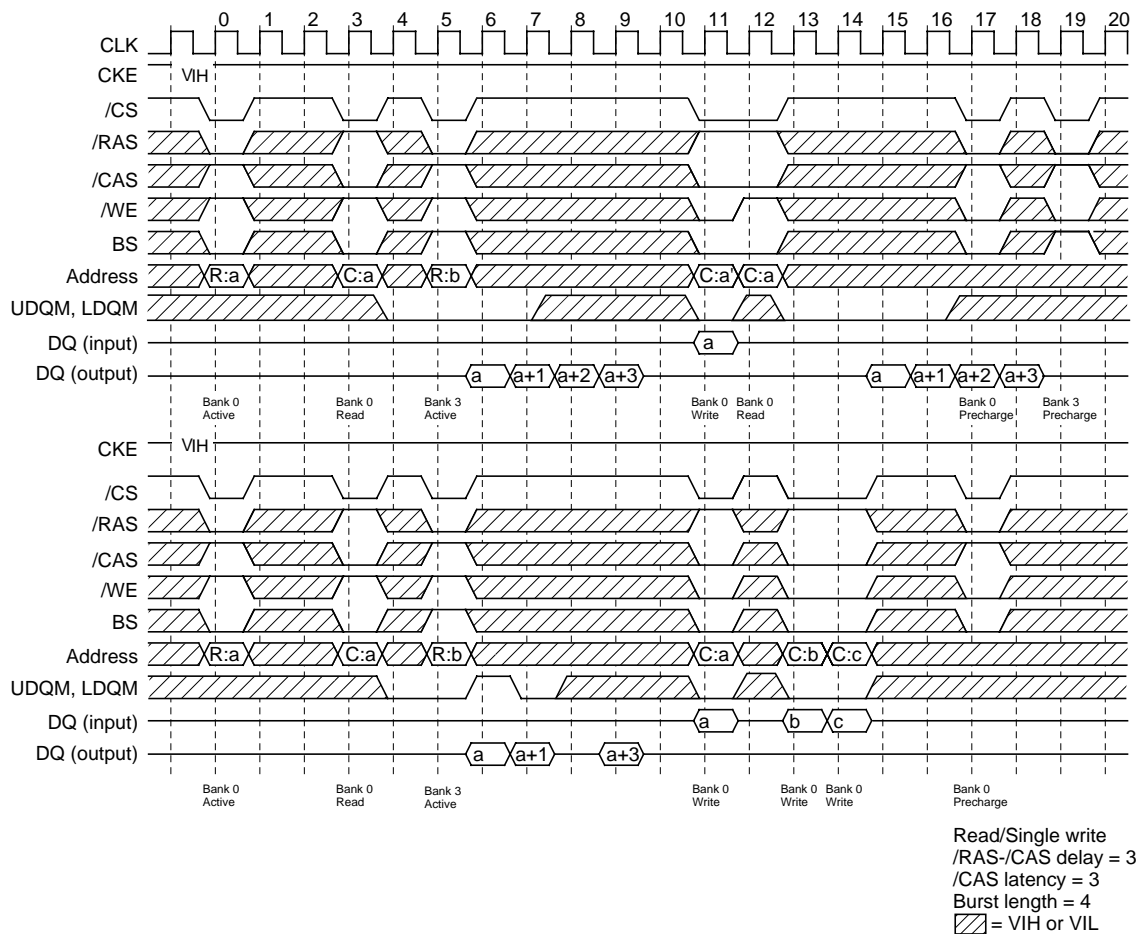 0 1 2 3 4 5 6 7 8 9 10 11 12 13 14 15 16 17 18 19 20
CLK
CKE VIH
/CS
/RAS
/CAS
/WE
BS
Address R:a C:a R:b C:a' C:a
UDQM, LDQM
DQ (input) a
DQ (output) a a+1 a+2 a+3 a a+1 a+2 a+3
Bank 0 Bank 0 Bank 3 Bank 0 Bank 0 Bank 0 Bank 3
Active Read Active Write Read Precharge Precharge
CKE VIH
/CS
/RAS
/CAS
/WE
BS
Address R:a C:a R:b C:a C:b C:c
UDQM, LDQM
DQ (input) a b c
DQ (output) a a+1 a+3
Bank 0 Bank 0 Bank 3 Bank 0 Bank 0 Bank 0 Bank 0
Active Read Active Write Write Write Precharge
Read/Single write
/RAS-/CAS delay = 3
/CAS latency = 3
Burst length = 4
= VIH or VIL